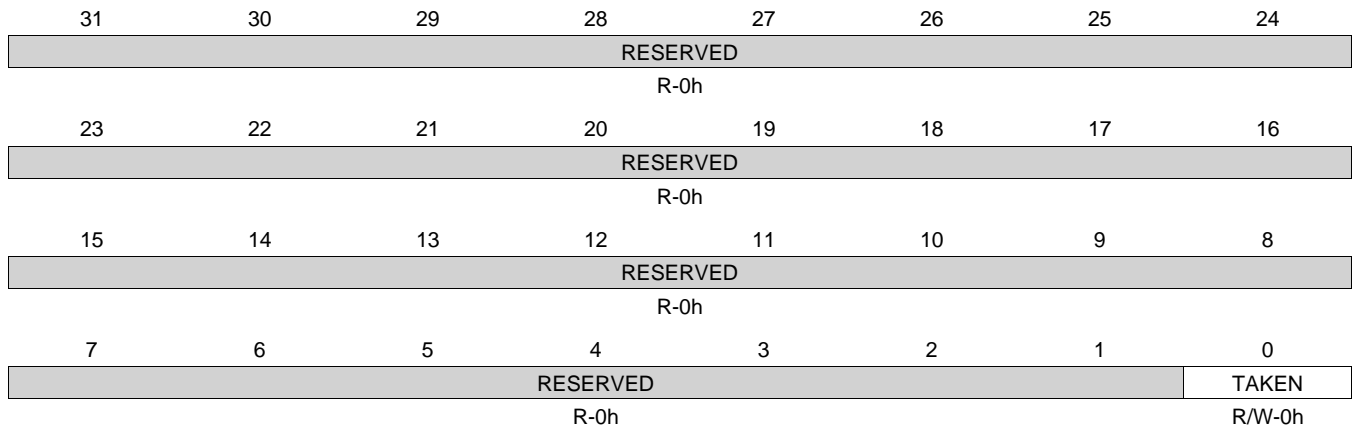 31 30 29 28 27 26 25 24
RESERVED
R-0h
23 22 21 20 19 18 17 16
RESERVED
R-0h
15 14 13 12 11 10 9 8
RESERVED
R-0h
7 6 5 4 3 2 1 0
RESERVED TAKEN
R-0h R/W-0h